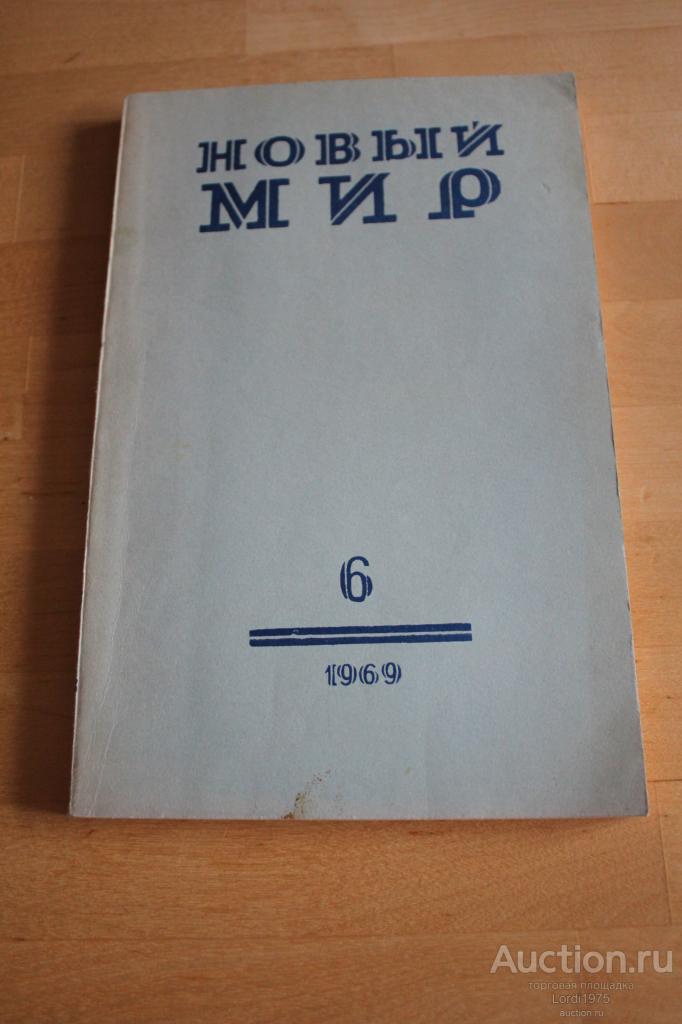 НОВЫЙ
МИР
6
1969
Auction.ru
торговая площадка
Lordi1975
auction.ru